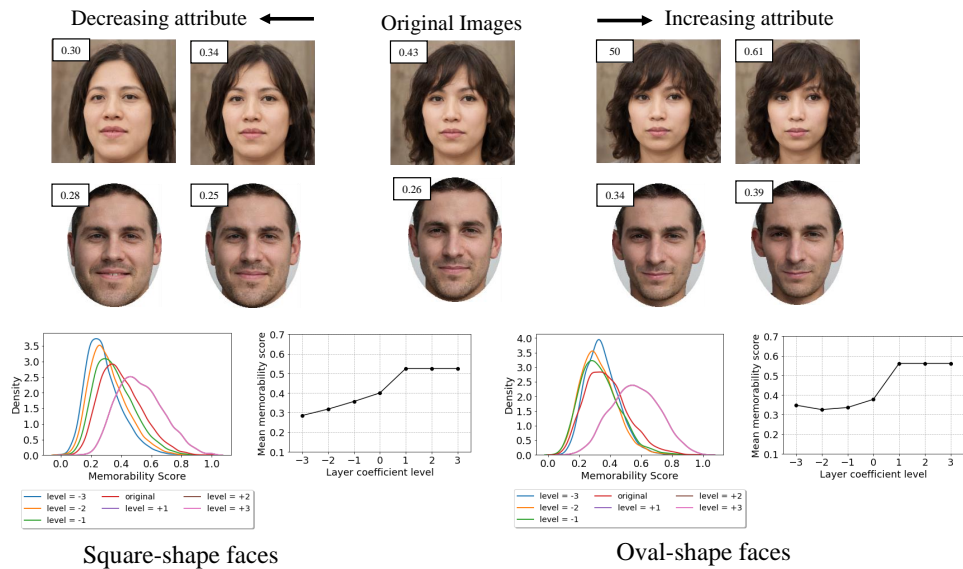 Decreasing attribute
Original Images
Increasing attribute
0.30
0.34
0.43
50
0.61
0.28
0.25
0.26
0.34
0.39
Density
3.5
3.0
2.5
2.0
1.5
1.0
0.5
0.0
0.0 0.2 0.4 0.6 0.8 1.0
Memorability Score
Mean memorability score
0.7
0.6
0.5
0.4
0.3
0.2
0.1
−3 −2 −1 0 1 2 3
Layer coefficient level
Density
4.0
3.5
3.0
2.5
2.0
1.5
1.0
0.5
0.0
0.0 0.2 0.4 0.6 0.8 1.0
Memorability Score
Mean memorability score
0.7
0.6
0.5
0.4
0.3
0.2
0.1
−3 −2 −1 0 1 2 3
Layer coefficient level
level = -3 original level = +2
level = -2 level = +1 level = +3
level = -1
level = -3 original level = +2
level = -2 level = +1 level = +3
level = -1
Square-shape faces
Oval-shape faces